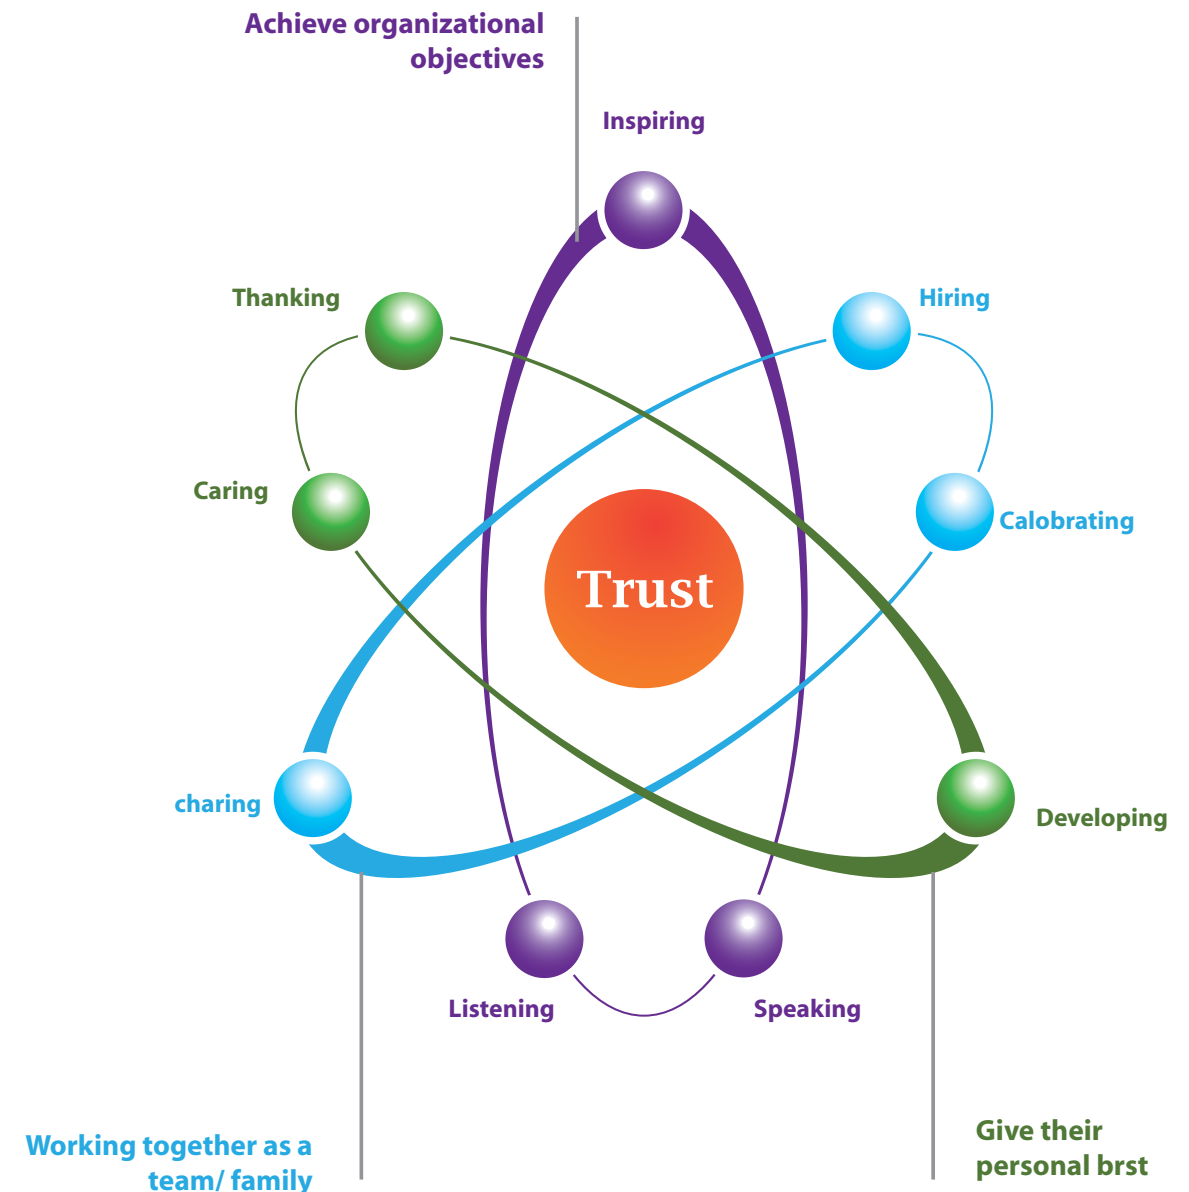 Achieve organizational
objectives
Inspiring
Thanking
Hiring
Caring
Calobrating
Trust
charing
Developing
Listening
Speaking
Working together as a
team/ family
Give their
personal brst